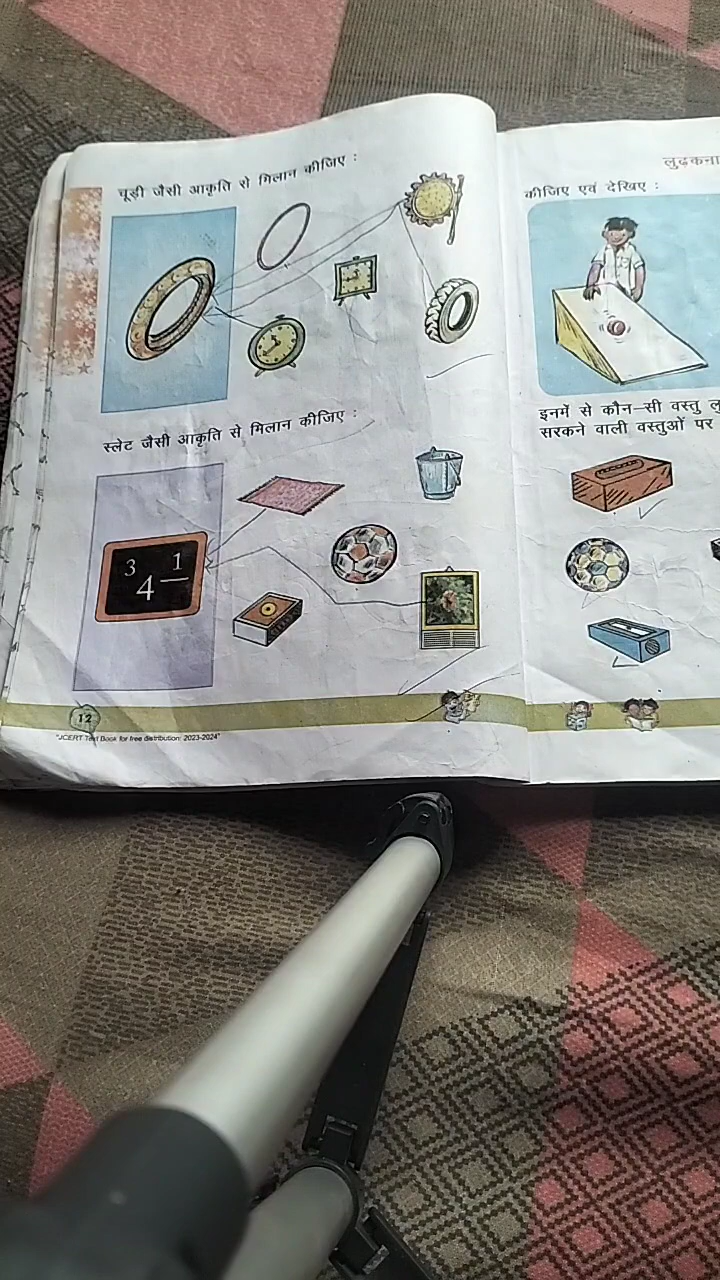 चूड़ी जैसी आकृति से मिलान कीजिए :
स्लेट जैसी आकृति से मिलान कीजिए :
3 4 1
12
"JCERT Text Book for free distribution: 2023-2024"
लुढ़कना
कीजिए एवं देखिए :
इनमें से कौन-सी वस्तु
सरकने वाली वस्तुओं पर